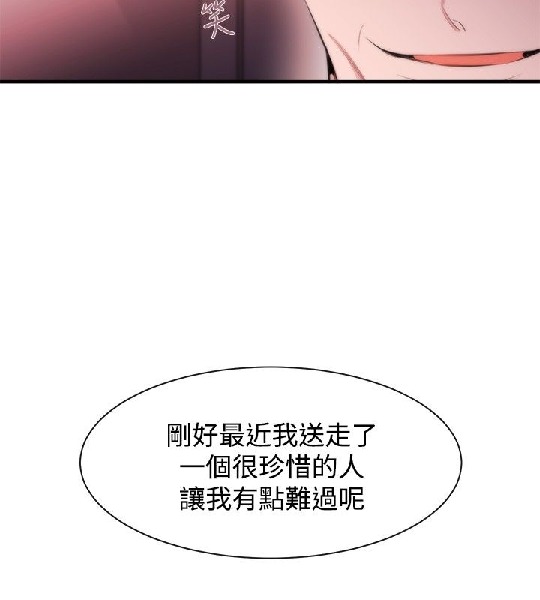 笑
剛好最近我送走了
一個很珍惜的人
讓我有點難過呢